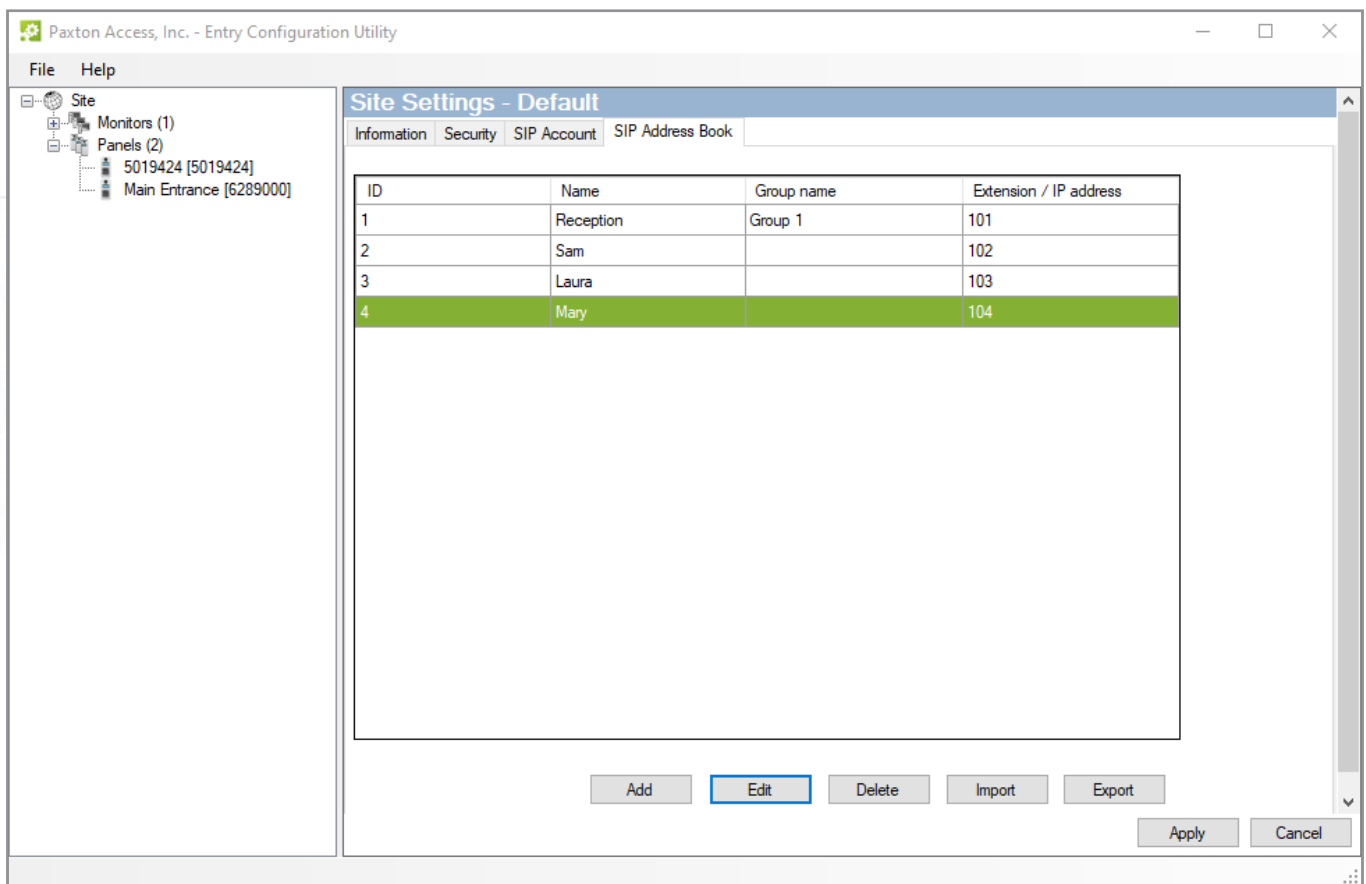 Paxton Access, Inc. - Entry Configuration Utility
File Help
Site
Monitors (1)
Panels (2)
5019424 [5019424]
Main Entrance [6289000]
Site Settings - Default
Information Security SIP Account SIP Address Book
ID Name Group name Extension / IP address
1 Reception Group 1 101
2 Sam 102
3 Laura 103
4 Mary 104
Add Edit Delete Import Export
Apply Cancel